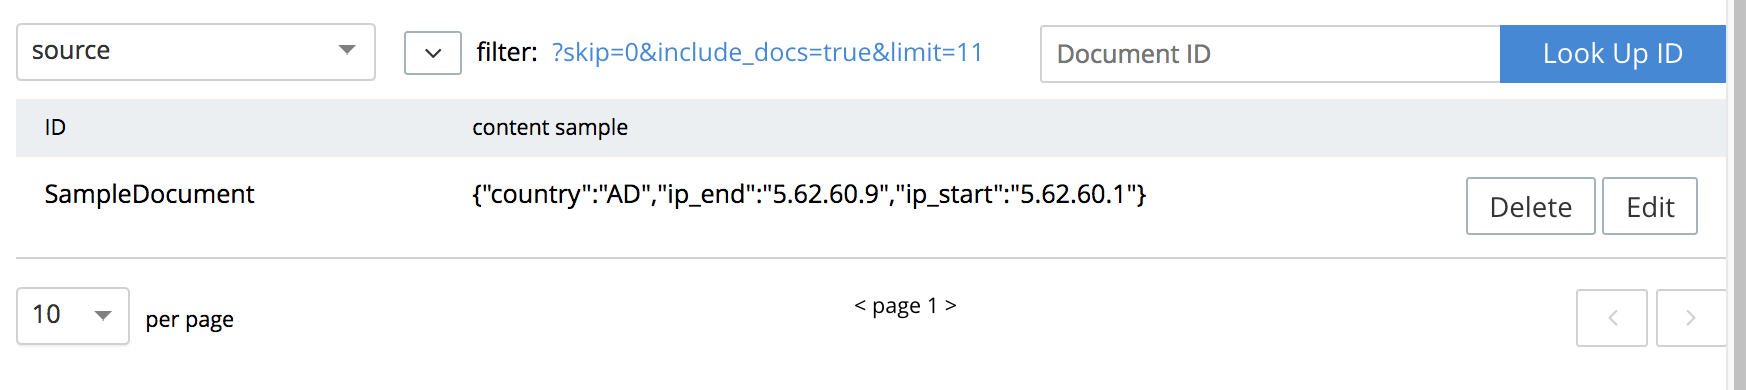 source filter: ?skip=0&include_docs=true&limit=11 Document ID Look Up ID
ID content sample
SampleDocument {"country":"AD","ip_end":"5.62.60.9","ip_start":"5.62.60.1"} Delete Edit
10 per page < page 1 > < >